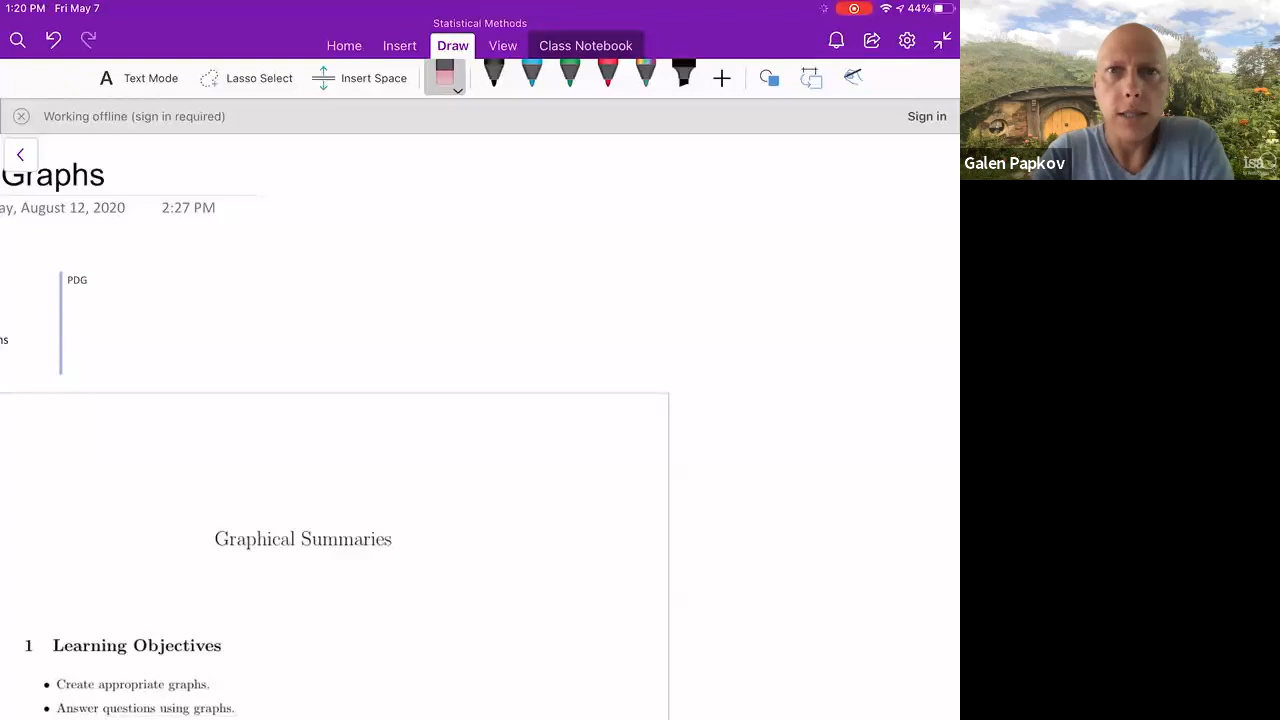 1:20 PM Fri May 7
44%
Statistical Methods
Home Insert Draw View Class Notebook
A Text Mode Lasso Select Insert Space
Working offline (sign in required) Sign in
Graphs
ay, August 12, 2020 2:27 PM
PDG
ns
Graphical Summaries
1 Learning Objectives
• Create appropriate graphs.
• Answer questions using graphs.
Galen Papkov